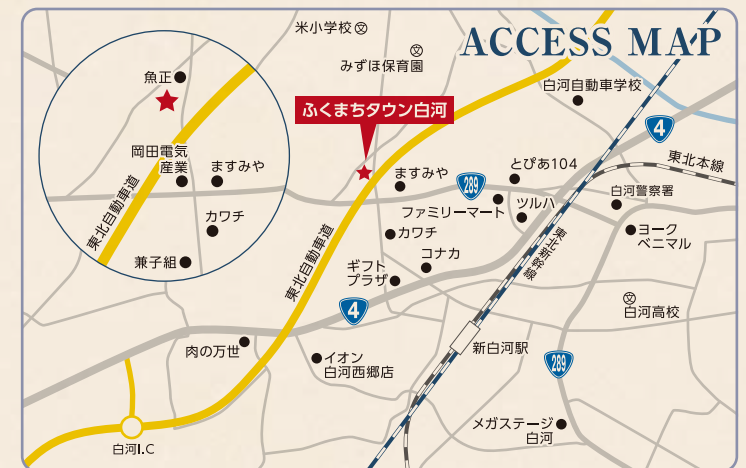 ACCESS MAP
米小学校
みずほ保育園
魚正
岡田電気
産業
ますみや
カワチ
兼子組
東北自動車道
ふくまちタウン白河
白河自動車学校
4
東北本線
289
とぴあ104
ますみや
ファミリーマート
ツルハ
白河警察署
ヨーク
ベニマル
カワチ
コナカ
ギフト
プラザ
東北新幹線
東北自動車道
4
文
白河高校
新白河駅
肉の万世
イオン
白河西郷店
289
メガステージ
白河
白河I.C